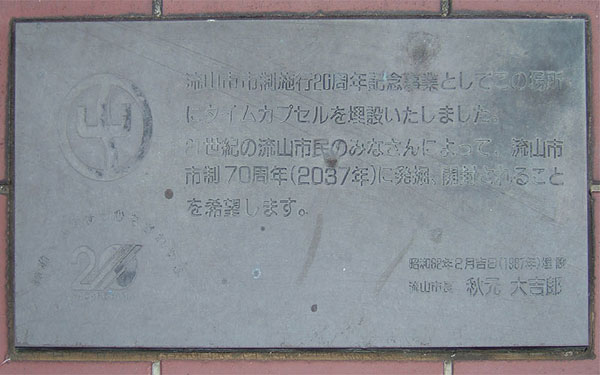 流山市市制施行20周年記念事業としてこの場所
にタイムカプセルを埋設いたしました。
21世紀の流山市民のみなさんによって、流山市
市制70周年(2037年)に発掘、開封されること
を希望します。
昭和62年2月吉日(1987年)埋設
流山市長 秋元 大吉郎
20